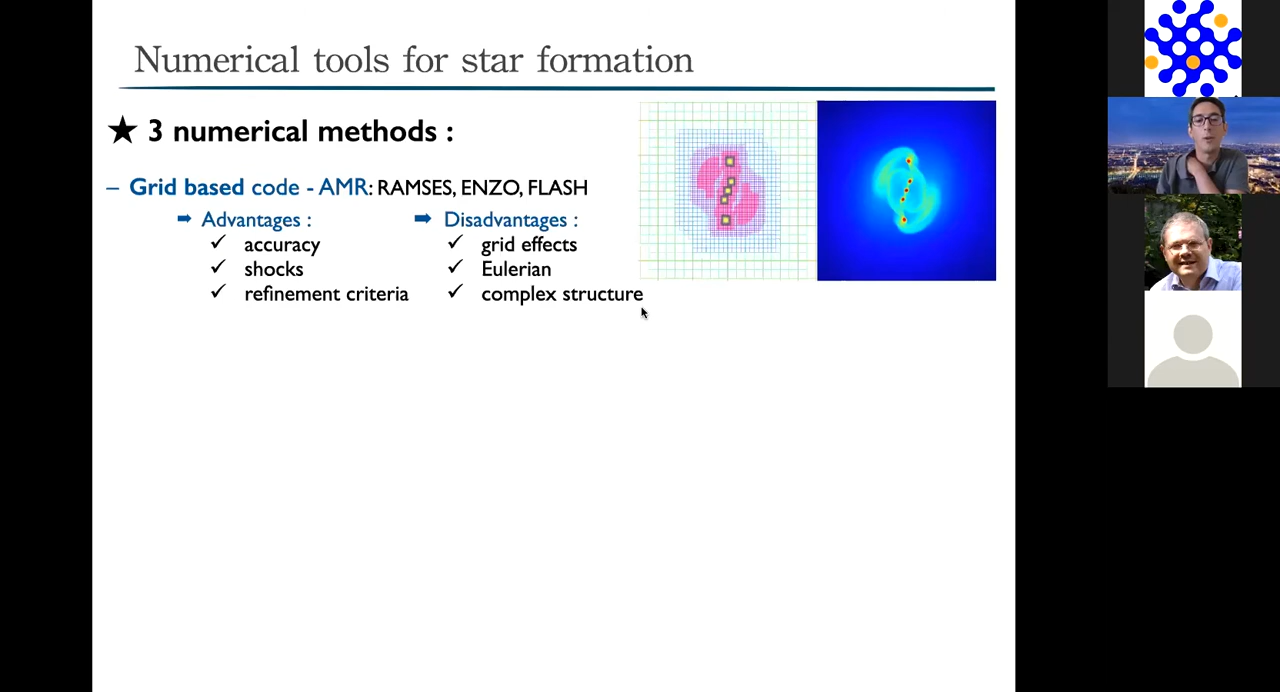 Numerical tools for star formation
★ 3 numerical methods :
– Grid based code - AMR: RAMSES, ENZO, FLASH
➡ Advantages : ➡ Disadvantages :
✓ accuracy ✓ grid effects
✓ shocks ✓ Eulerian
✓ refinement criteria ✓ complex structure